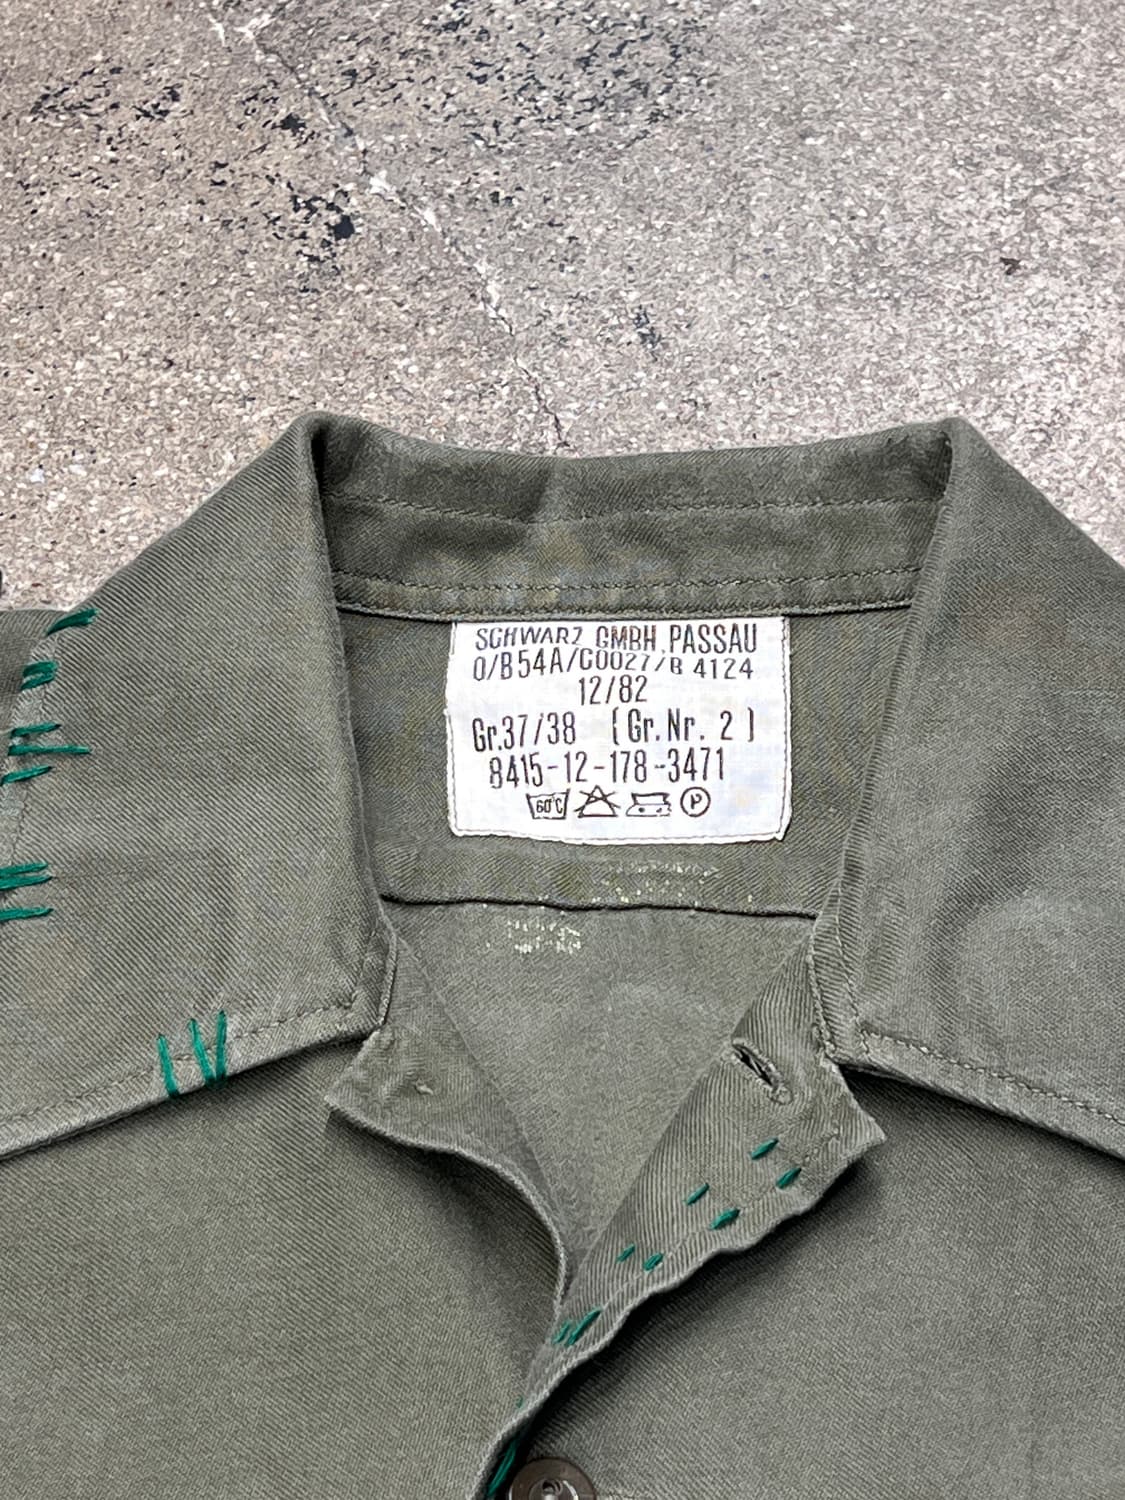 SCHWARZ GMBH, PASSAU
O/B54A/C0027/B 4124
12/82
Gr.37/38 (Gr.Nr. 2)
8415-12-178-3471
60°C P